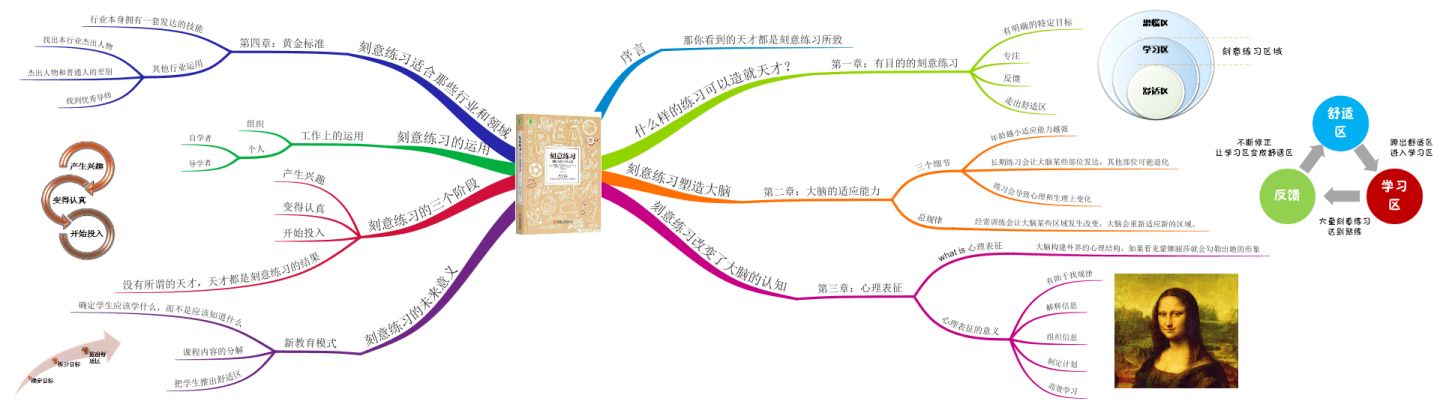 刻意练习
序言
那你看到的天才都是刻意练习所致
什么样的练习可以造就天才？
第一章：有目的的刻意练习
有明确的特定目标
专注
反馈
走出舒适区
恐慌区
学习区
舒适区
刻意练习区域
刻意练习塑造大脑
第二章：大脑的适应能力
三个细节
年龄越小适应能力越强
长期练习会让大脑某些部位发达，其他部位可能退化
练习会导致心理和生理上变化
总规律
经常训练会让大脑某些区域发生改变，大脑会重新适应新的区域。
舒适
区
跨出舒适区
进入学习区
学习
区
大量刻意练习
达到熟练
反馈
不断修正
让学习区变成舒适区
刻意练习改变了大脑的认知
第三章：心理表征
what is 心理表征
大脑构建外界的心理结构，如果看见蒙娜丽莎就会勾勒出她的形象
心理表征的意义
有助于找规律
解释信息
组织信息
制定计划
高效学习
刻意练习适合那些行业和领域
第四章：黄金标准
行业本身拥有一套发达的技能
其他行业运用
找出本行业杰出人物
杰出人物和普通人的差别
找到优秀导师
刻意练习的运用
工作上的运用
组织
个人
自学者
导学者
刻意练习的三个阶段
产生兴趣
变得认真
开始投入
没有所谓的天才，天才都是刻意练习的结果
产生兴趣
变得认真
开始投入
刻意练习的未来意义
新教育模式
确定学生应该学什么，而不是应该知道什么
课程内容的分解
把学生推出舒适区
确定目标
拆分目标
推出舒
适区